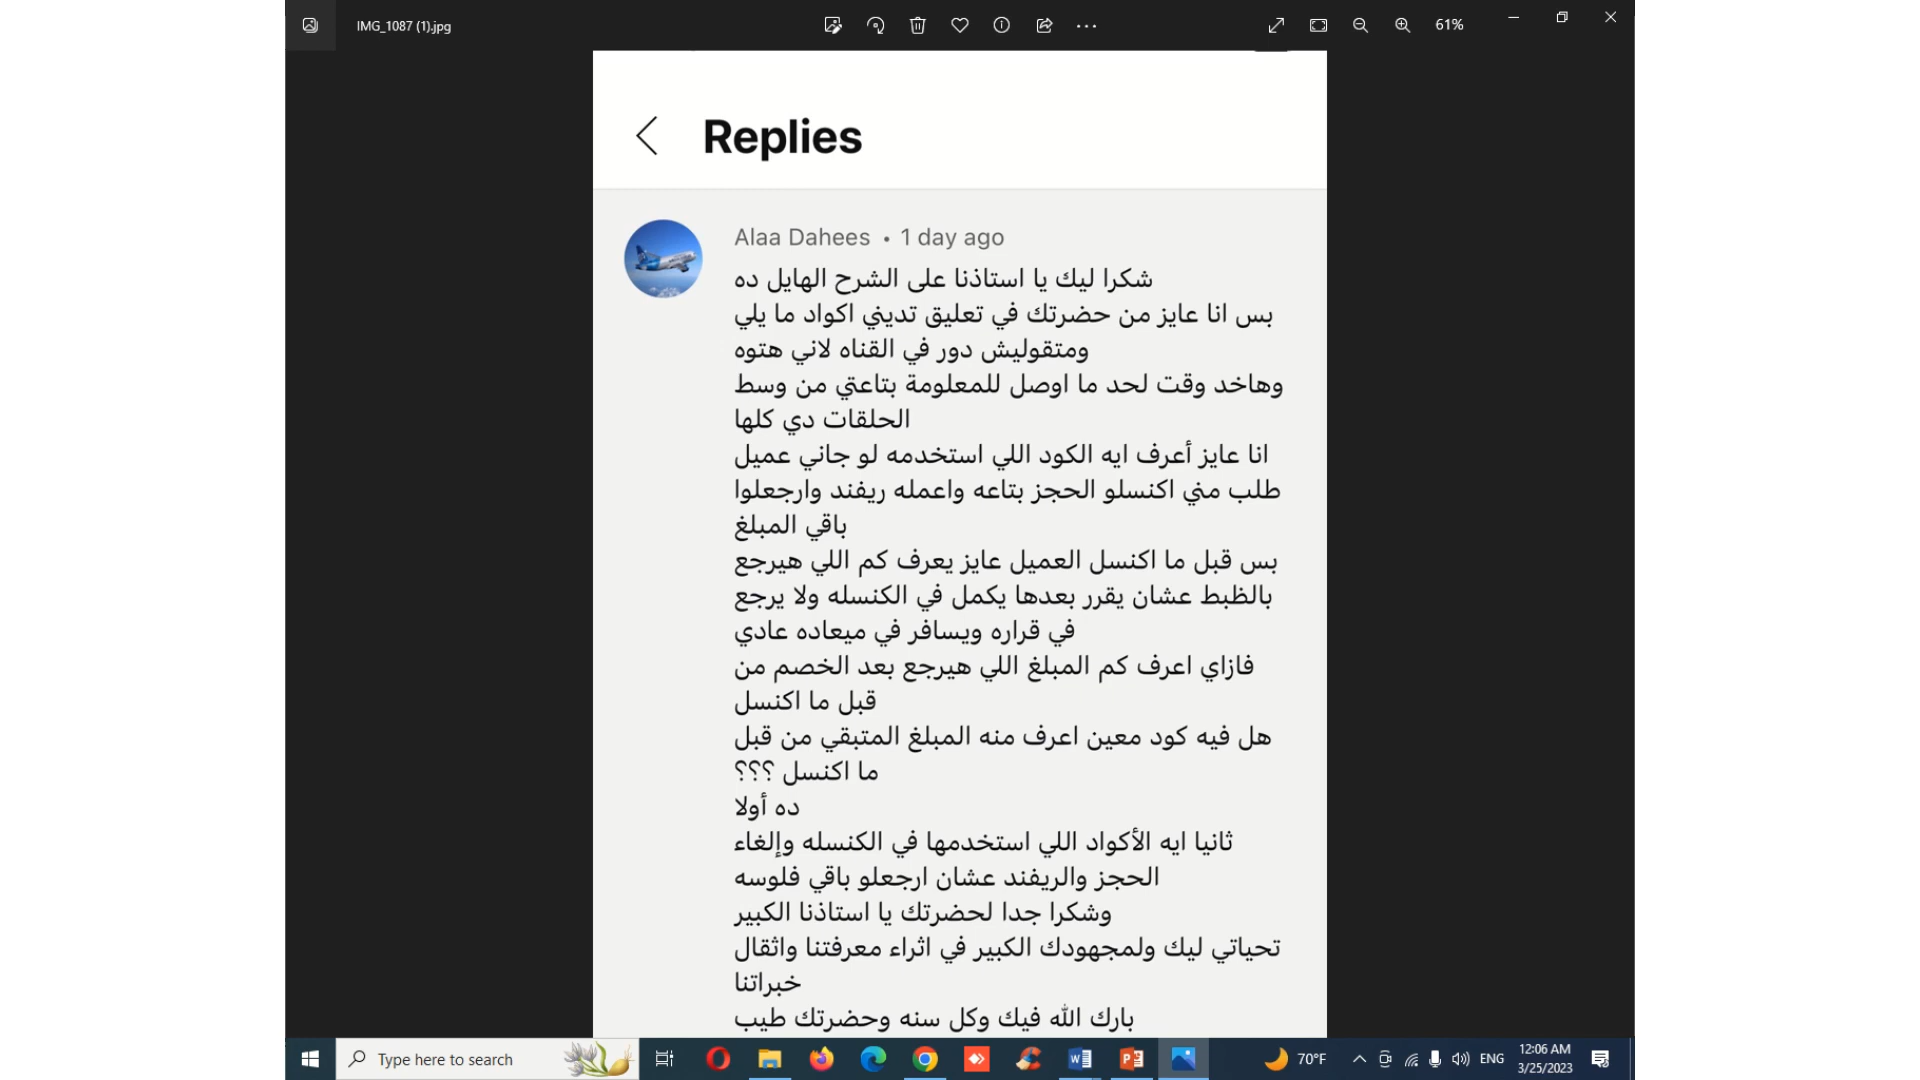 IMG_1087 (1).jpg
61%
Replies
Alaa Dahees • 1 day ago
شكرا ليك يا استاذنا على الشرح الهايل ده
بس انا عايز من حضرتك في تعليق تديني اكواد ما يلي
ومتقوليش دور في القناه لاني هتوه
وهاخد وقت لحد ما اوصل للمعلومة بتاعتي من وسط
الحلقات دي كلها
انا عايز أعرف ايه الكود اللي استخدمه لو جاني عميل
طلب مني اكنسلو الحجز بتاعه واعمله ريفند وارجعلوا
باقي المبلغ
بس قبل ما اكنسل العميل عايز يعرف كم اللي هيرجع
بالظبط عشان يقرر بعدها يكمل في الكنسله ولا يرجع
في قراره ويسافر في ميعاده عادي
فازاي اعرف كم المبلغ اللي هيرجع بعد الخصم من
قبل ما اكنسل
هل فيه كود معين اعرف منه المبلغ المتبقي من قبل
ما اكنسل ؟؟؟
ده أولا
ثانيا ايه الأكواد اللي استخدمها في الكنسله وإلغاء
الحجز والريفند عشان ارجعلو باقي فلوسه
وشكرا جدا لحضرتك يا استاذنا الكبير
تحياتي ليك ولمجهودك الكبير في اثراء معرفتنا واثقال
خبراتنا
بارك الله فيك وكل سنه وحضرتك طيب
Type here to search
70°F
ENG
12:06 AM
3/25/2023